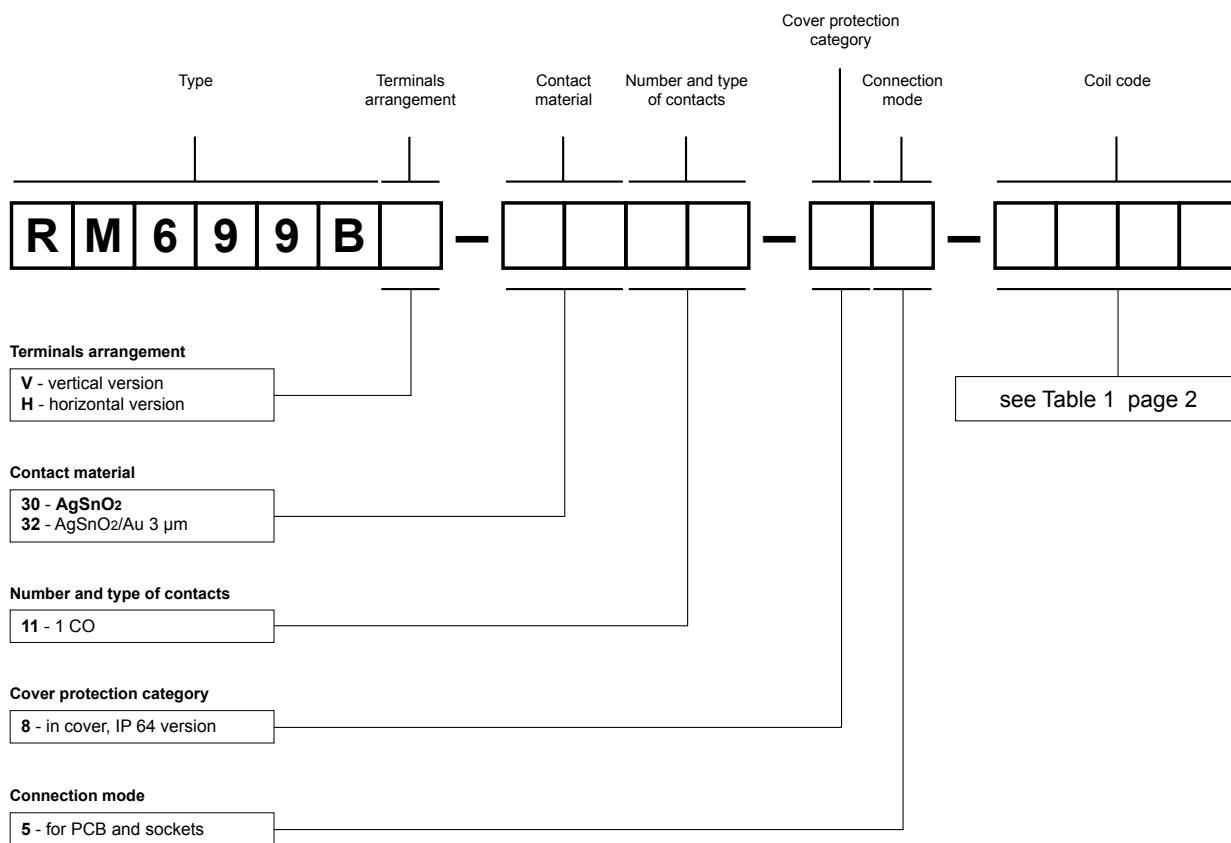 Cover protection
category
Type
Terminals
arrangement
Contact
material
Number and type
of contacts
Connection
mode
Coil code
RM699B – – –
Terminals arrangement
V - vertical version
H - horizontal version
see Table 1 page 2
Contact material
30 - AgSnO2
32 - AgSnO2/Au 3 µm
Number and type of contacts
11 - 1 CO
Cover protection category
8 - in cover, IP 64 version
Connection mode
5 - for PCB and sockets